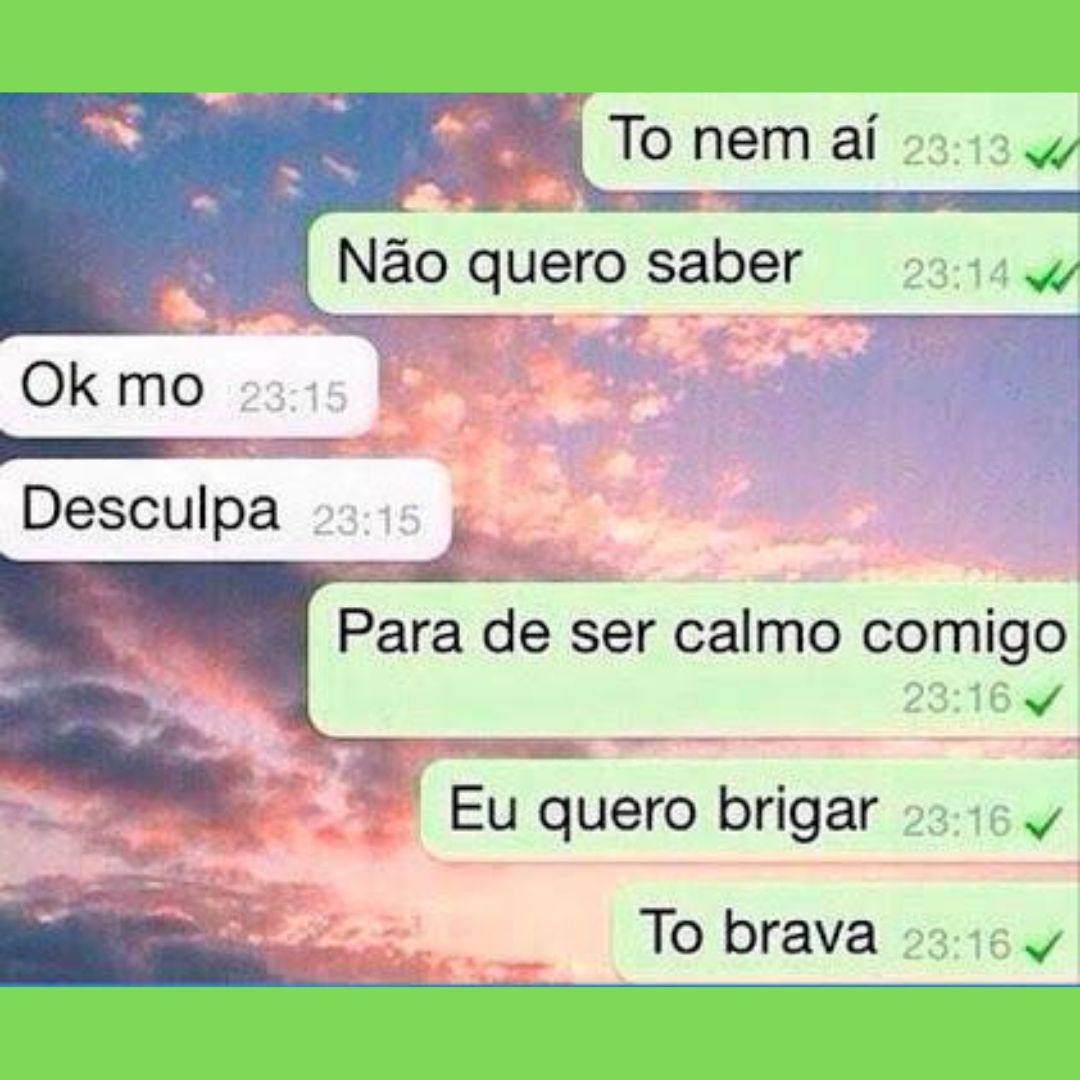 To nem aí 23:13
Não quero saber 23:14
Ok mo 23:15
Desculpa 23:15
Para de ser calmo comigo
23:16
Eu quero brigar 23:16
To brava 23:16